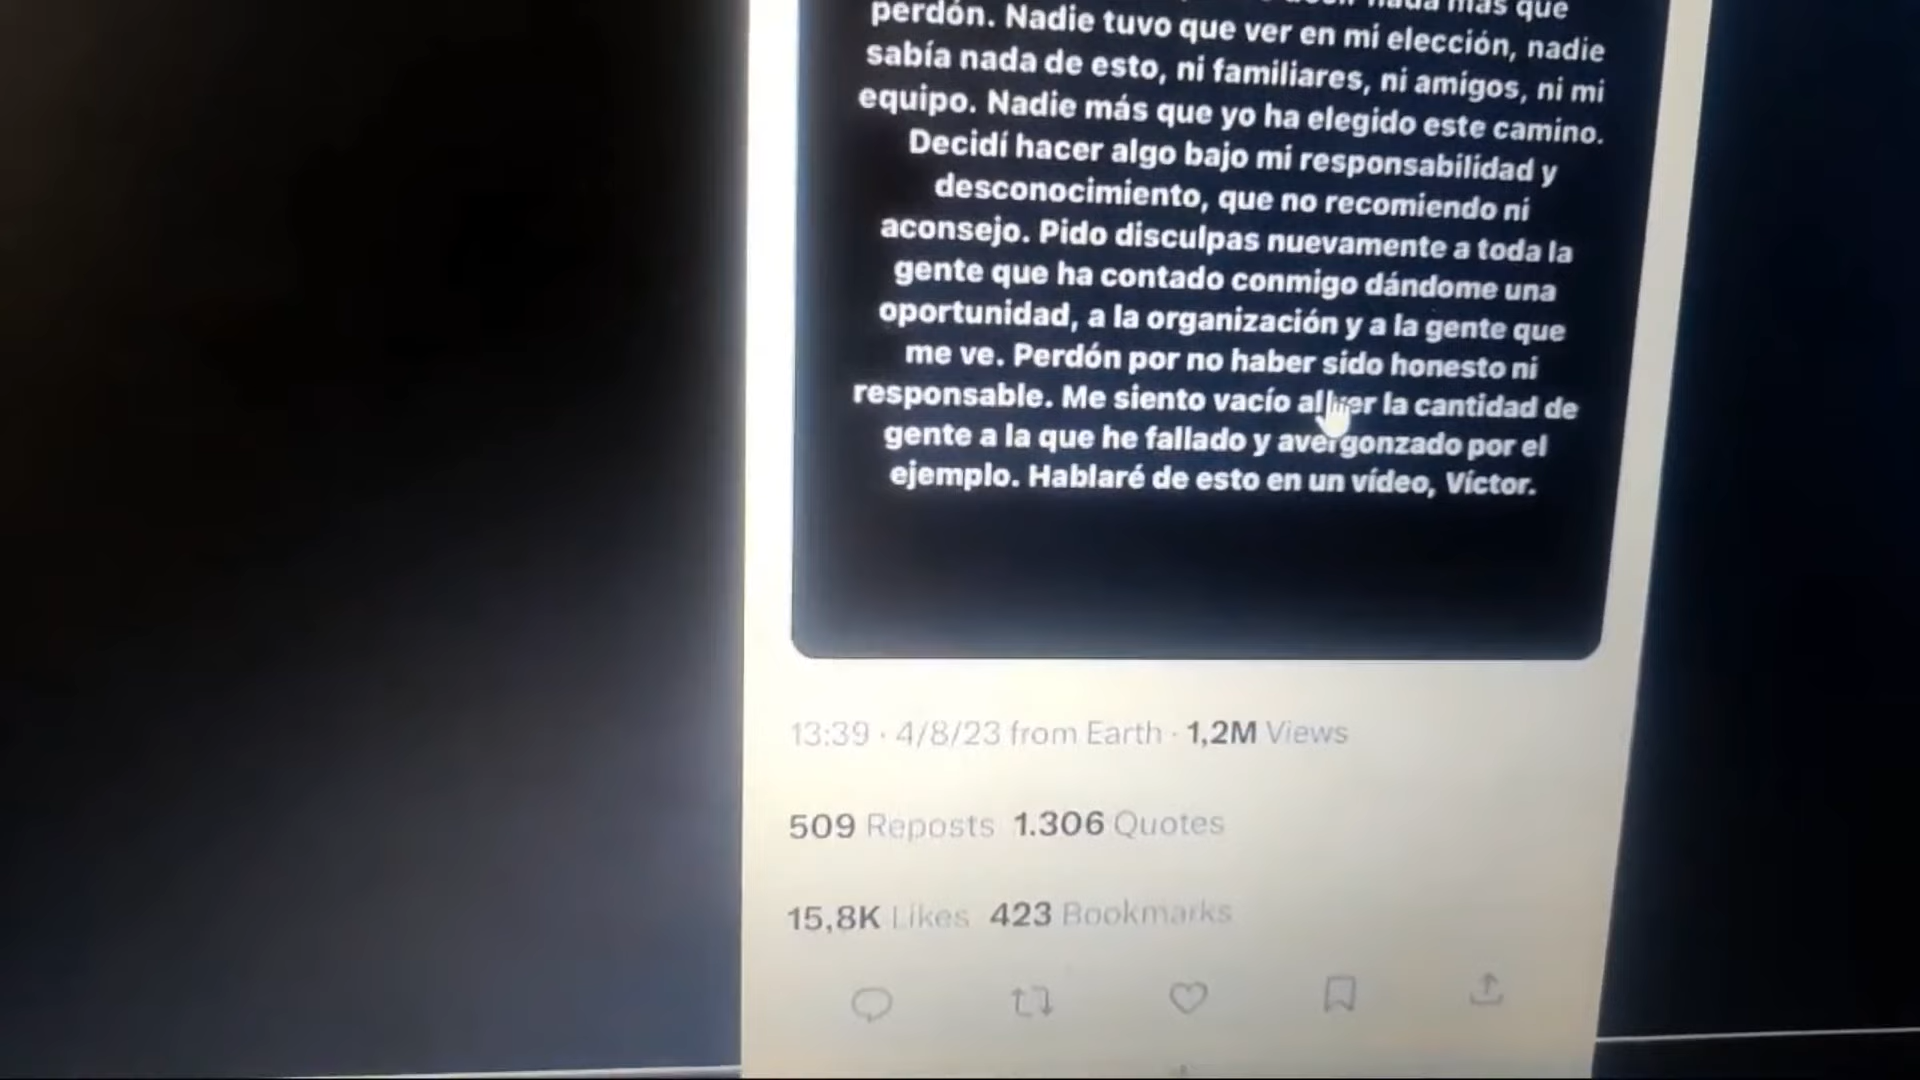 más que
perdón. Nadie tuvo que ver en mi elección, nadie
sabía nada de esto, ni familiares, ni amigos, ni mi
equipo. Nadie más que yo ha elegido este camino.
Decidí hacer algo bajo mi responsabilidad y
desconocimiento, que no recomiendo ni
aconsejo. Pido disculpas nuevamente a toda la
gente que ha contado conmigo dándome una
oportunidad, a la organización y a la gente que
me ve. Perdón por no haber sido honesto ni
responsable. Me siento vacío al ver la cantidad de
gente a la que he fallado y avergonzado por el
ejemplo. Hablaré de esto en un vídeo, Víctor.
13:39 · 4/8/23 from Earth · 1,2M Views
509 Reposts 1.306 Quotes
15,8K Likes 423 Bookmarks